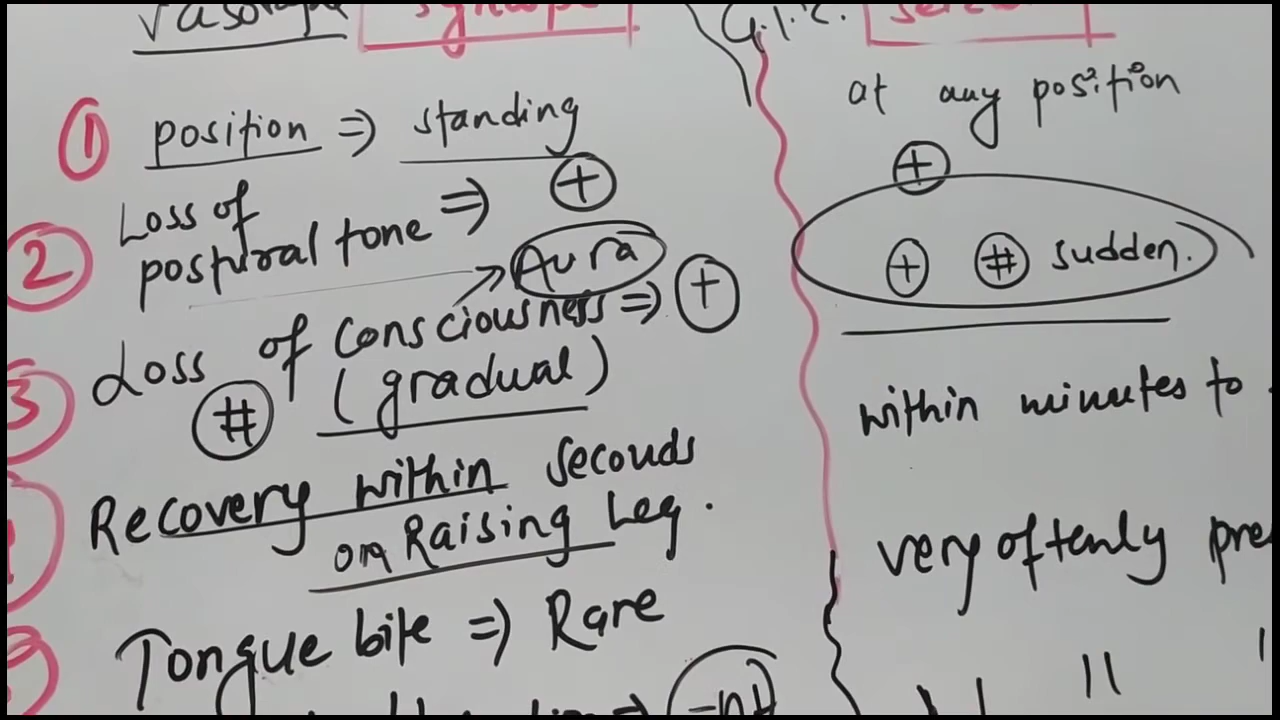 Vasovagal syncope G.T.C.
① position => standing at any position
+
② Loss of
postural tone => + + # sudden.
Aura
③ Loss of Consciousness => +
# (gradual)
within minutes to
Recovery within seconds
on Raising Leg.
very oftenly pre
Tongue bite => Rare
"